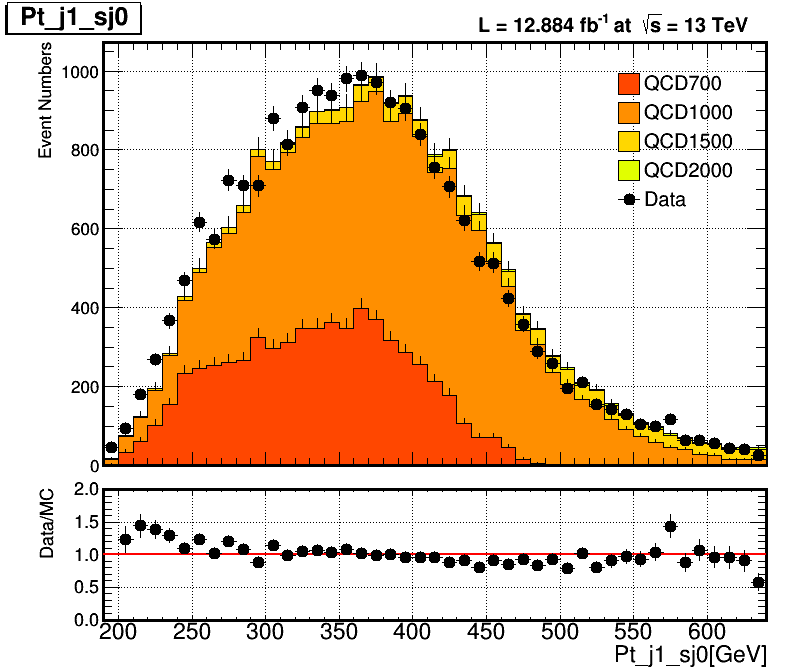 Pt_j1_sj0
L = 12.884 fb⁻¹ at √s = 13 TeV
Event Numbers
1000
800
600
400
200
0
QCD700
QCD1000
QCD1500
QCD2000
Data
Data/MC
2.0
1.5
1.0
0.5
0.0
200 250 300 350 400 450 500 550 600
Pt_j1_sj0[GeV]